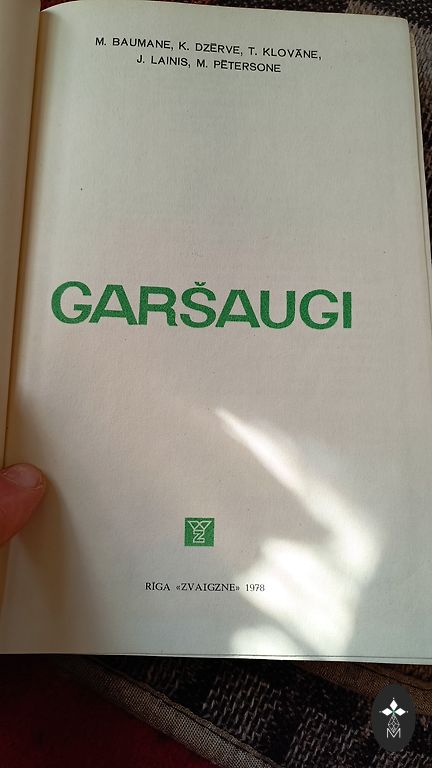 M. BAUMANE, K. DZĒRVE, T. KLOVĀNE,
J. LAINIS, M. PĒTERSONE
GARŠAUGI
RĪGA «ZVAIGZNE» 1978